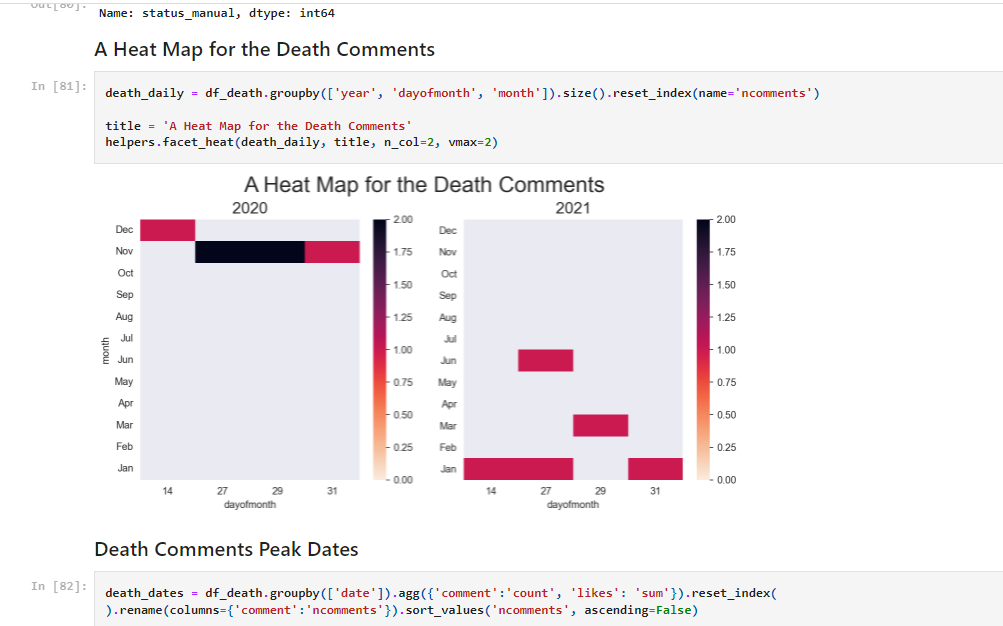 Out[80]:
Name: status_manual, dtype: int64
A Heat Map for the Death Comments
In [81]:
death_daily = df_death.groupby(['year', 'dayofmonth', 'month']).size().reset_index(name='ncomments')
title = 'A Heat Map for the Death Comments'
helpers.facet_heat(death_daily, title, n_col=2, vmax=2)
A Heat Map for the Death Comments
2020
Dec
Nov
Oct
Sep
Aug
Jul
Jun
May
Apr
Mar
Feb
Jan
month
14 27 29 31
dayofmonth
2.00
1.75
1.50
1.25
1.00
0.75
0.50
0.25
0.00
2021
Dec
Nov
Oct
Sep
Aug
Jul
Jun
May
Apr
Mar
Feb
Jan
14 27 29 31
dayofmonth
2.00
1.75
1.50
1.25
1.00
0.75
0.50
0.25
0.00
Death Comments Peak Dates
In [82]:
death_dates = df_death.groupby(['date']).agg({'comment':'count', 'likes': 'sum'}).reset_index(
).rename(columns={'comment':'ncomments'}).sort_values('ncomments', ascending=False)